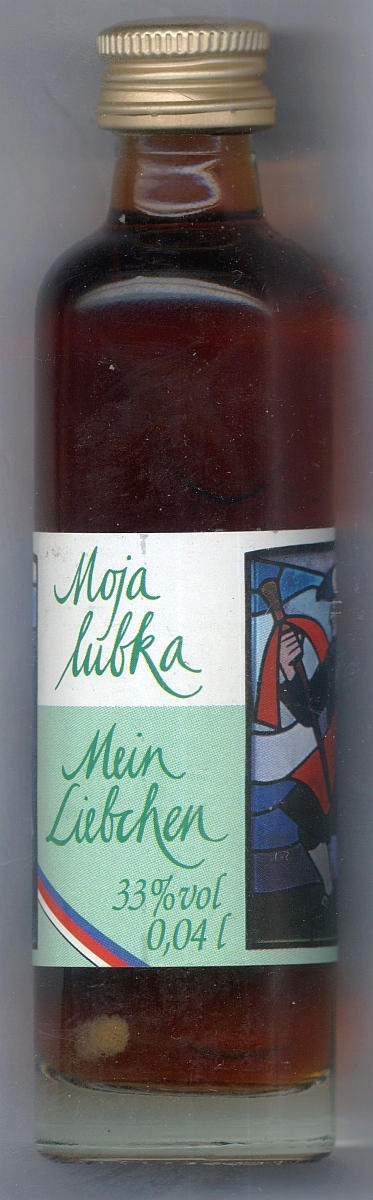 Moja
lubka
Mein
Liebchen
33%vol
0,04 l